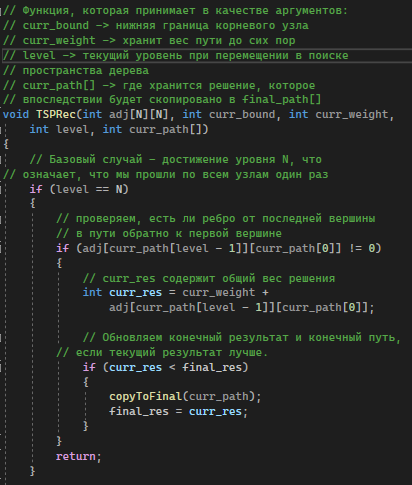 // Функция, которая принимает в качестве аргументов:
// curr_bound -> нижняя граница корневого узла
// curr_weight -> хранит вес пути до сих пор
// level -> текущий уровень при перемещении в поиске
// пространства дерева
// curr_path[] -> где хранится решение, которое
// впоследствии будет скопировано в final_path[]
void TSPRec(int adj[N][N], int curr_bound, int curr_weight,
    int level, int curr_path[])
{
    // Базовый случай – достижение уровня N, что
// означает, что мы прошли по всем узлам один раз
    if (level == N)
    {
        // проверяем, есть ли ребро от последней вершины
        // в пути обратно к первой вершине
        if (adj[curr_path[level - 1]][curr_path[0]] != 0)
        {
            // curr_res содержит общий вес решения
            int curr_res = curr_weight +
                adj[curr_path[level - 1]][curr_path[0]];

            // Обновляем конечный результат и конечный путь,
        // если текущий результат лучше.
            if (curr_res < final_res)
            {
                copyToFinal(curr_path);
                final_res = curr_res;
            }
        }
        return;
    }